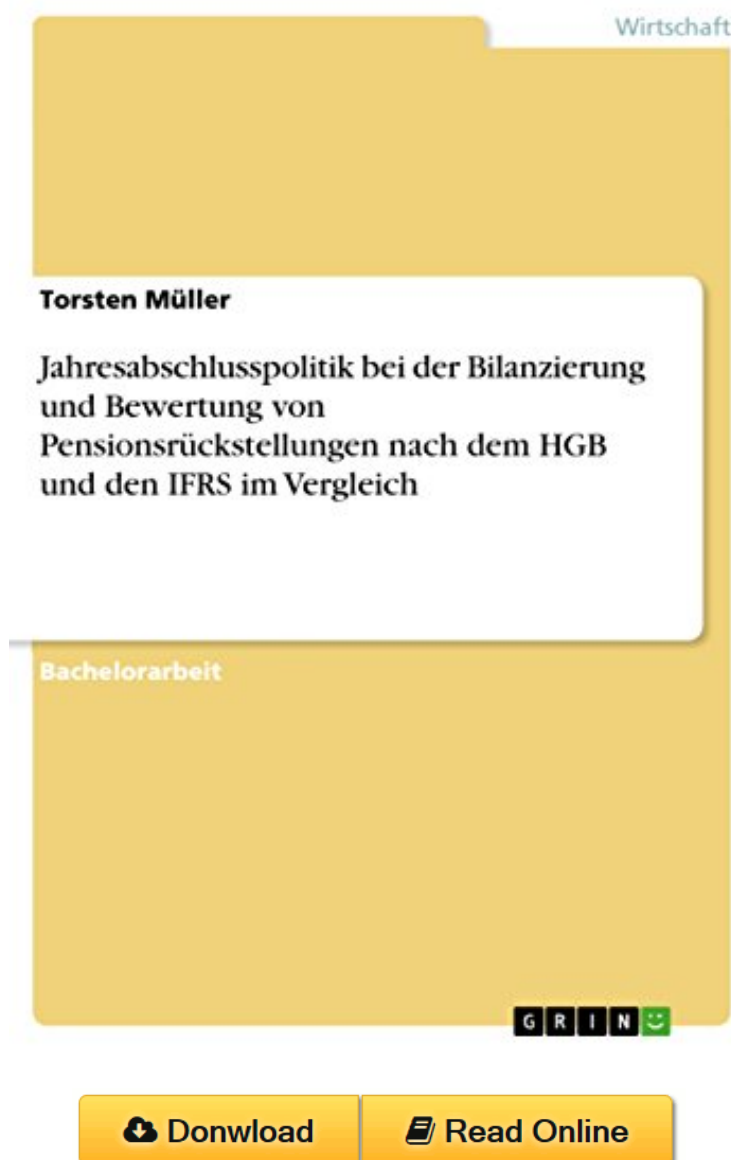 Wirtschaft
Torsten Müller
Jahresabschlusspolitik bei der Bilanzierung
und Bewertung von
Pensionsrückstellungen nach dem HGB
und den IFRS im Vergleich
Bachelorarbeit
GRIN
Donwload
Read Online